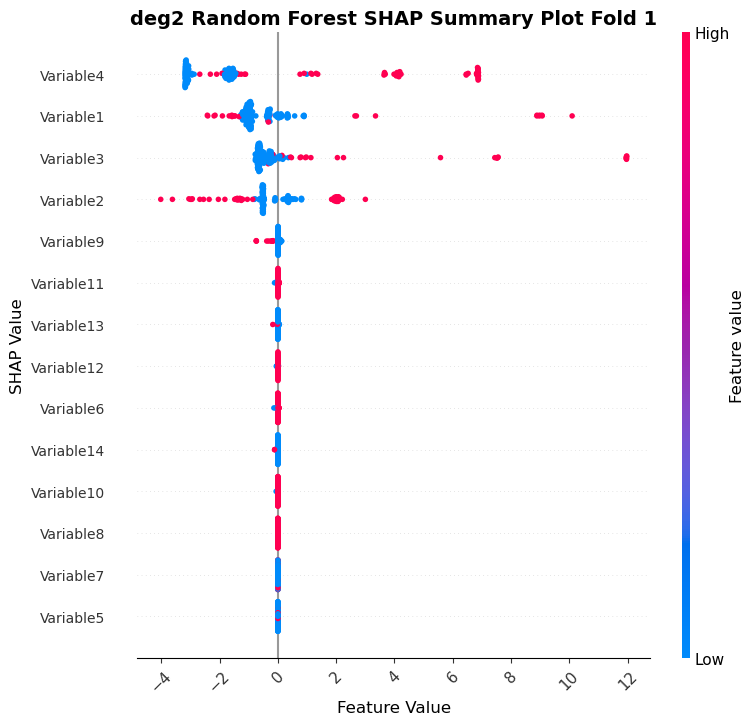 deg2 Random Forest SHAP Summary Plot Fold 1
High
Variable4
Variable1
Variable3
Variable2
Variable9
Variable11
Variable13
Variable12
Variable6
Variable14
Variable10
Variable8
Variable7
Variable5
SHAP Value
Feature value
Low
−4
−2
0
2
4
6
8
10
12
Feature Value